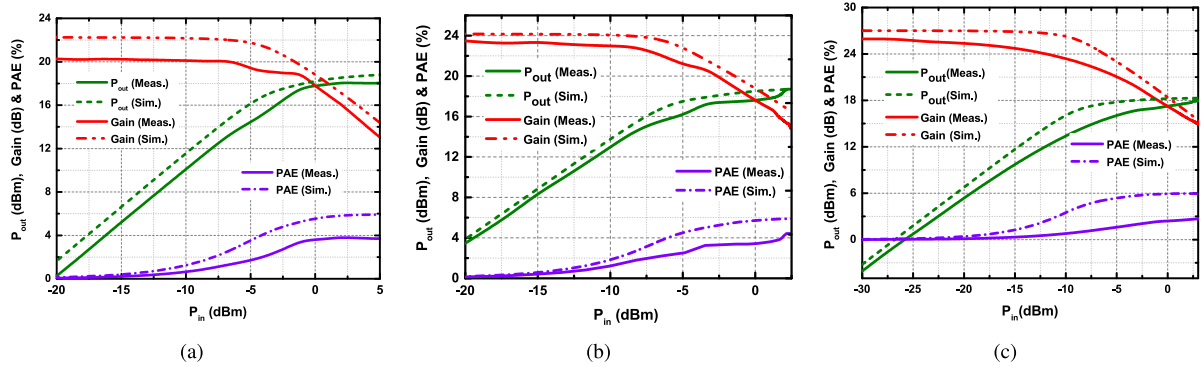 P_out (dBm), Gain (dB) & PAE (%)
24
20
16
12
8
4
0
P_out (Meas.)
P_out (Sim.)
Gain (Meas.)
Gain (Sim.)
PAE (Meas.)
PAE (Sim.)
-20 -15 -10 -5 0 5
P_in (dBm)
(a)
P_out (dBm), Gain (dB) & PAE (%)
28
24
20
16
12
8
4
0
P_out (Meas.)
P_out (Sim.)
Gain (Meas.)
Gain (Sim.)
PAE (Meas.)
PAE (Sim.)
-20 -15 -10 -5 0
P_in (dBm)
(b)
P_out (dBm), Gain (dB) & PAE (%)
30
24
18
12
6
0
P_out (Meas.)
P_out (Sim.)
Gain (Meas.)
Gain (Sim.)
PAE (Meas.)
PAE (Sim.)
-30 -25 -20 -15 -10 -5 0
P_in(dBm)
(c)